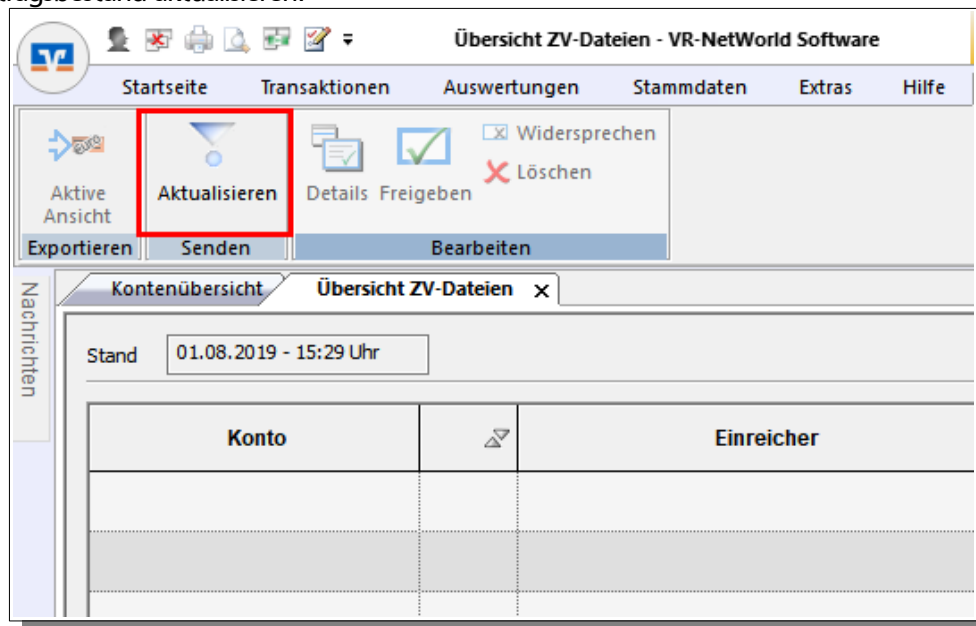 Übersicht ZV-Dateien - VR-NetWorld Software
Startseite Transaktionen Auswertungen Stammdaten Extras Hilfe
Aktive Ansicht
Aktualisieren
Details Freigeben
Widersprechen
Löschen
Exportieren Senden Bearbeiten
Nachrichten
Kontenübersicht Übersicht ZV-Dateien x
Stand 01.08.2019 - 15:29 Uhr
Konto Einreicher